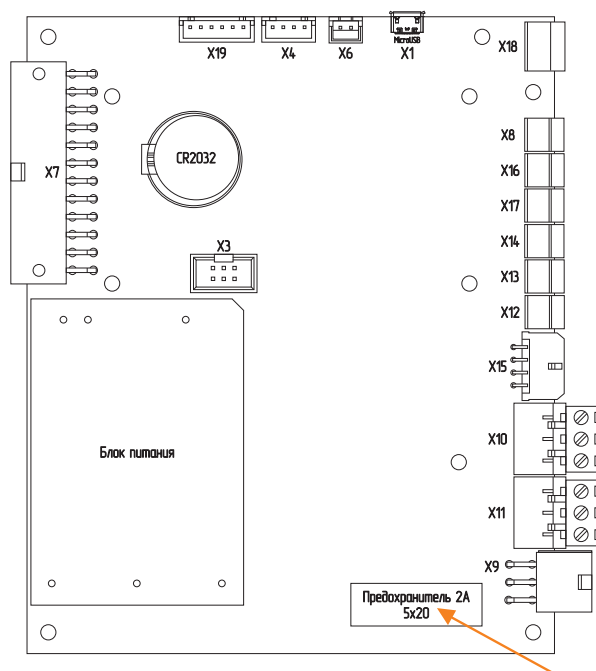 X19
X4
X6
X1
MicroUSB
X18
X8
X7
CR2032
X16
X17
X3
X14
X13
X12
X15
X10
Блок питания
X11
X9
Предохранитель 2А
5x20